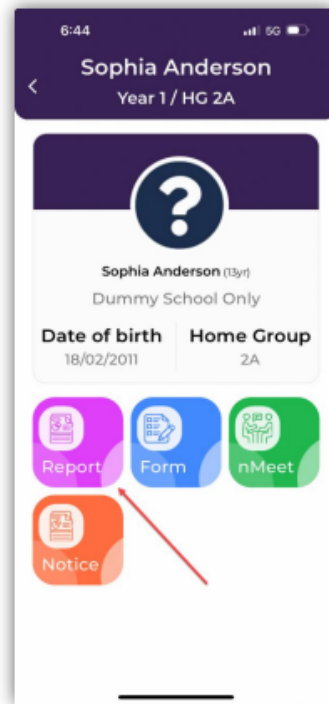 6:44
5G
Sophia Anderson
Year 1 / HG 2A
?
Sophia Anderson (13yr)
Dummy School Only
Date of birth
Home Group
18/02/2011
2A
Report
Form
nMeet
Notice